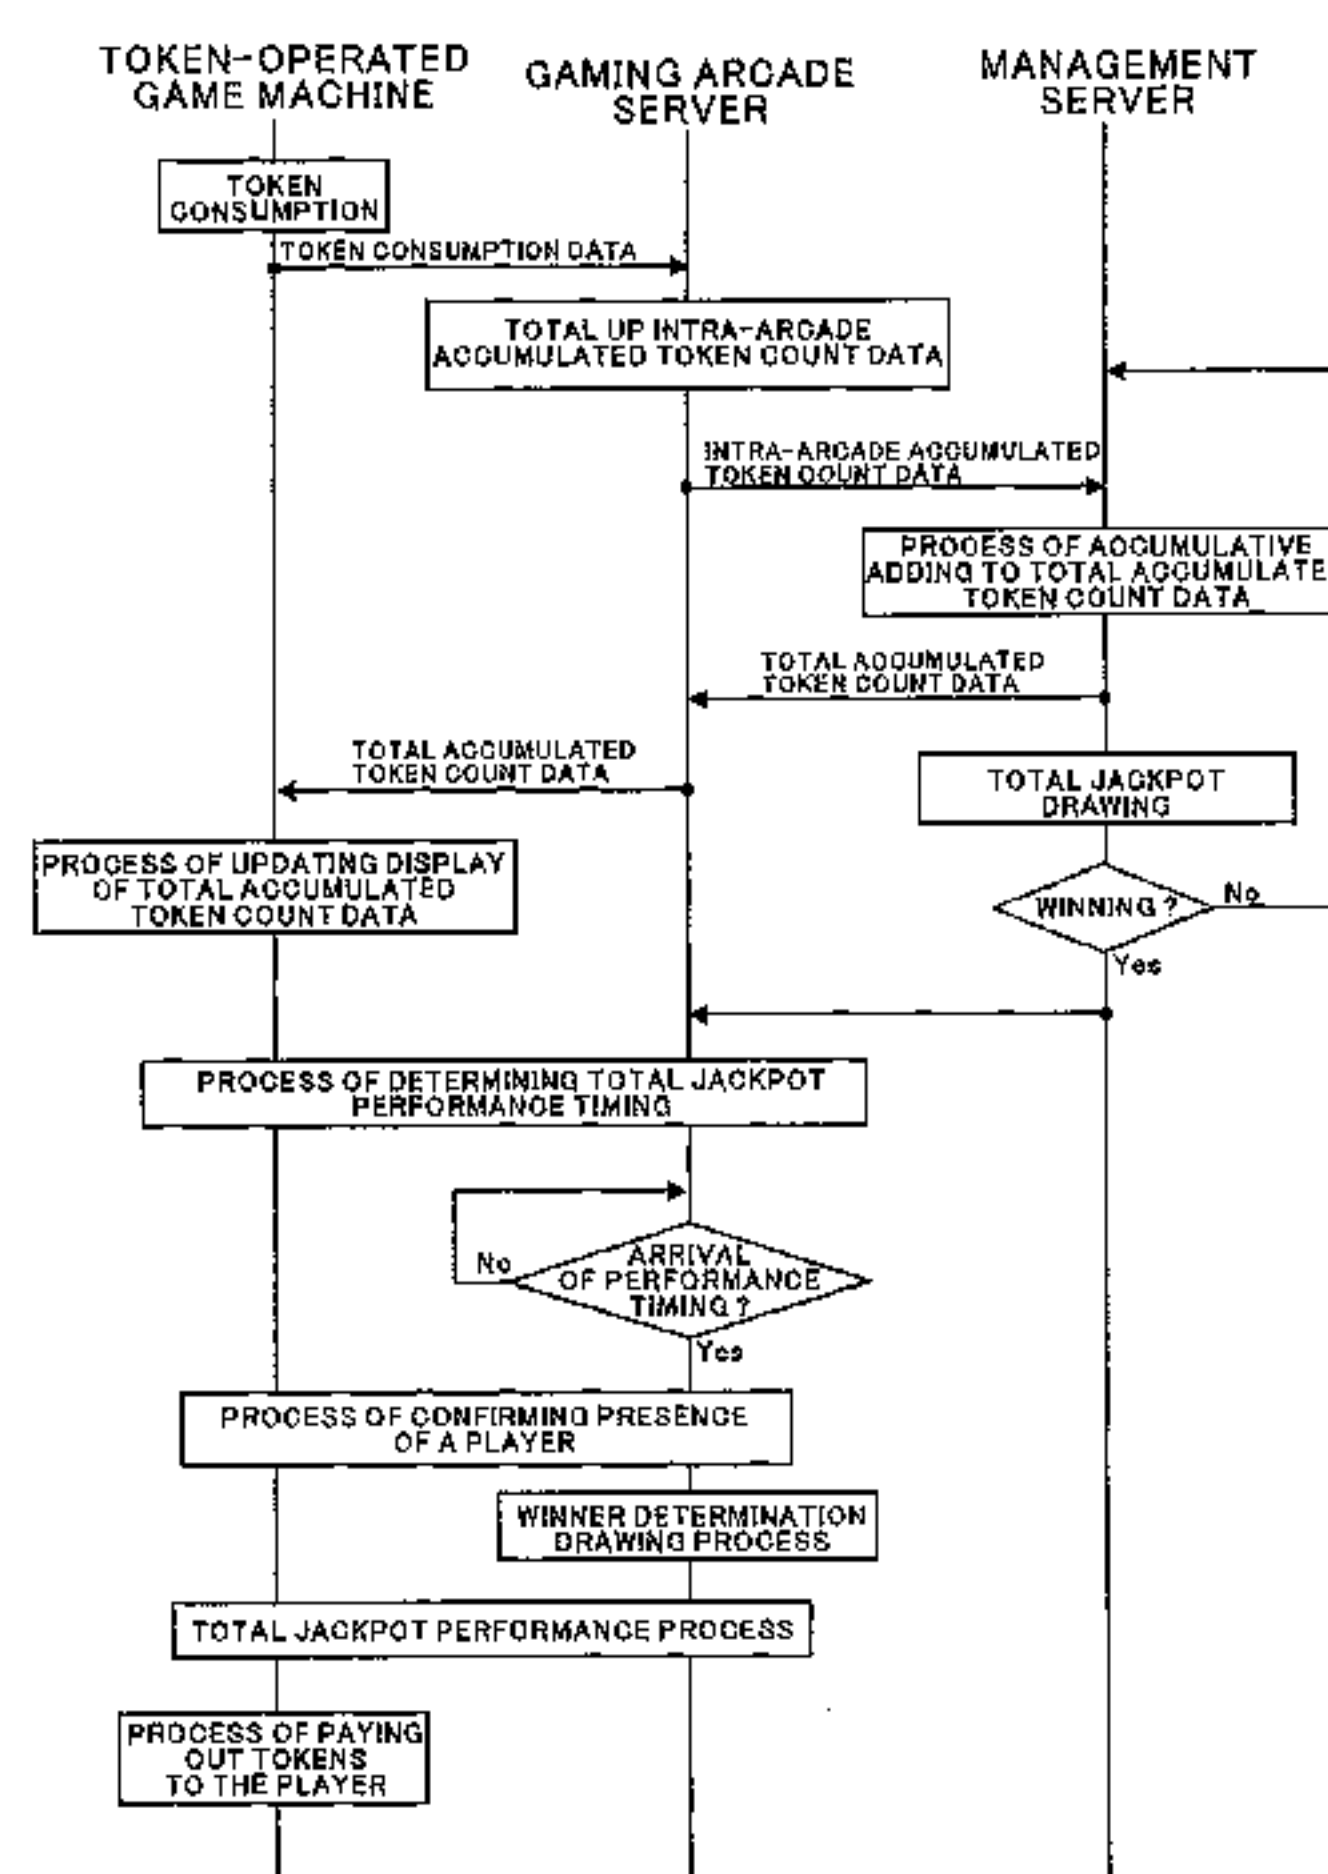 TOKEN-OPERATED
GAME MACHINE
GAMING ARCADE
SERVER
MANAGEMENT
SERVER
TOKEN
CONSUMPTION
TOKEN CONSUMPTION DATA
TOTAL UP INTRA-ARCADE
ACCUMULATED TOKEN COUNT DATA
INTRA-ARCADE ACCUMULATED
TOKEN COUNT DATA
PROCESS OF ACCUMULATIVE
ADDING TO TOTAL ACCUMULATE
TOKEN COUNT DATA
TOTAL ACCUMULATED
TOKEN COUNT DATA
TOTAL ACCUMULATED
TOKEN COUNT DATA
TOTAL JACKPOT
DRAWING
PROCESS OF UPDATING DISPLAY
OF TOTAL ACCUMULATED
TOKEN COUNT DATA
WINNING ?
No
Yes
PROCESS OF DETERMINING TOTAL JACKPOT
PERFORMANCE TIMING
No
ARRIVAL
OF PERFORMANCE
TIMING ?
Yes
PROCESS OF CONFIRMING PRESENCE
OF A PLAYER
WINNER DETERMINATION
DRAWING PROCESS
TOTAL JACKPOT PERFORMANCE PROCESS
PROCESS OF PAYING
OUT TOKENS
TO THE PLAYER